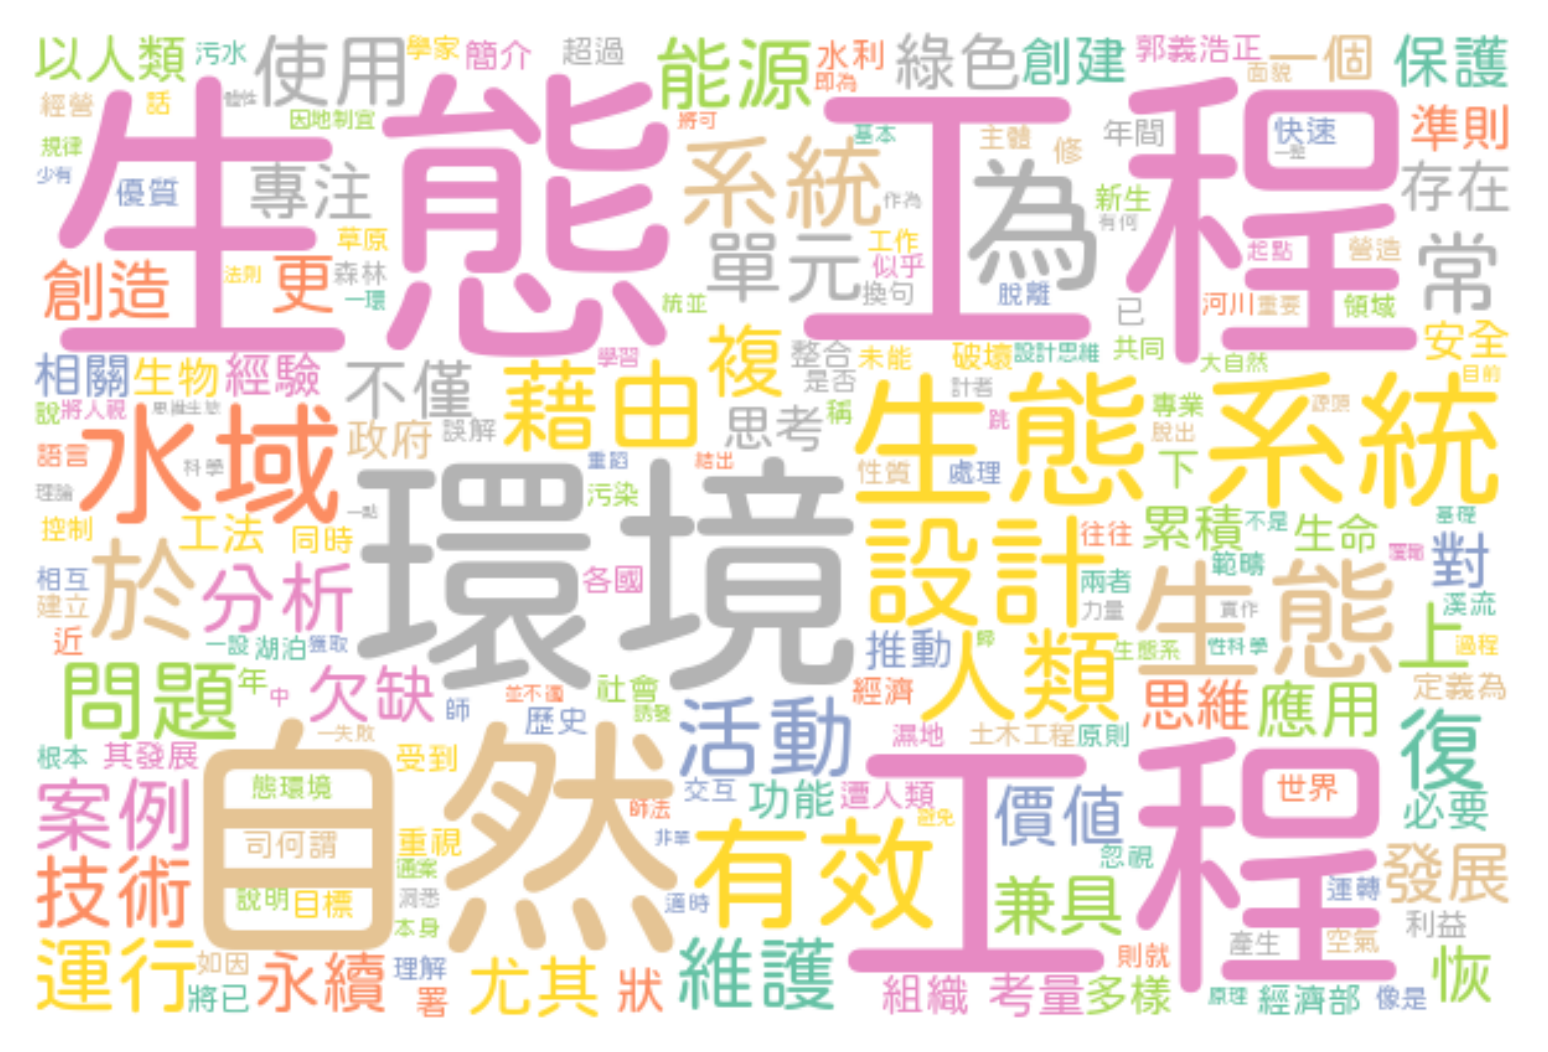 以人類 污水 使用 學家 簡介 超過 能源 水利 綠色 創建 郭義浩正 一個 保護
經營 話 即為 面貌
因地制宜 將可 準則
生態工程
規律 基本 主體 修 年間 快速
少有 優質 專注 系統 作為 為 新生 存在
有何
草原 單元 工作 起點 營造 常
創造 法則 更 森林 似乎
一環 統並 換句 脫離 已 河川 重要 領域
相關 生物 經驗 不僅 學習 藉由 複 整合 未能 破壞 設計思維 共同 大自然 安全
是否 計者 目前
說 將人視 思考 稱 生態系統 跳 專業 源頭
語言 水域 政府 誤解 脫出
科學 重蹈 結出 性質 處理 下
理論 一點 環境 污染
控制 工法 同時 設計 往往 累積 不是 生命 基礎
相互 於 分析 各國 兩者 範疇 覆轍 對
建立 力量 生態 實作 溪流
近 一設 湖泊 獲取 推動 人類 歸 生態系 性科學 上 過程
問題 年 中 欠缺 師 並不圍 社會 經濟 思維 應用 定義為
誘發 歷史 活動 濕地 土木工程 原則 復
根本 其發展 一失敗 受到
自然 態環境 交互 功能 遭人類 工程 世界 必要
案例 師法 價值
司何謂 重視 非單 有效 避免 忽視
技術 通案 發展
說明 目標 洞悉 適時 兼具 運轉
本身 利益
運行 如因 永續 理解 尤其 狀 維護 則就 產生 空氣 恢
將已 署 組織 考量 多樣 原理 經濟部 像是